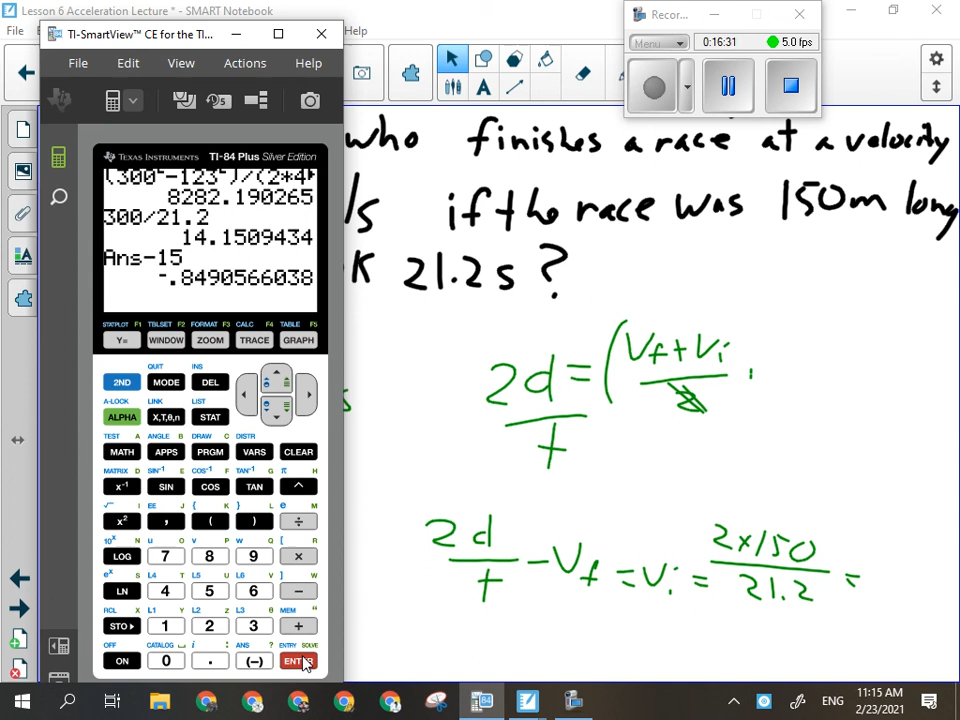 Lesson 6 Acceleration Lecture * - SMART Notebook
File
TI-SmartView™ CE for the TI...
File Edit View Actions Help
Recor...
Menu
0:16:31
5.0 fps
TEXAS INSTRUMENTS TI-84 Plus Silver Edition
(300²-123²)/(2*4
8282.190265
300/21.2
14.1509434
Ans-15
-.8490566038
STATPLOT F1 TBLSET F2 FORMAT F3 CALC F4 TABLE F5
Y= WINDOW ZOOM TRACE GRAPH
QUIT INS
2ND MODE DEL
A-LOCK LINK LIST
ALPHA X,T,θ,n STAT
TEST A ANGLE B DRAW C DISTR
MATH APPS PRGM VARS CLEAR
MATRIX D SIN⁻¹ E COS⁻¹ F TAN⁻¹ G π H
x⁻¹ SIN COS TAN ^
√ I EE J { K } L e M
x² , ( ) ÷
10ˣ N u O v P w Q [ R
LOG 7 8 9 ×
eˣ S L4 T L5 U L6 V ] W
LN 4 5 6 −
RCL X L1 Y L2 Z L3 θ MEM "
STO► 1 2 3 +
OFF CATALOG i : ANS ? ENTRY SOLVE
ON 0 . (−) ENTER
who finishes a race at a velocity
/s if the race was 150m long
K 21.2 s ?
2d = (Vf + Vi
t 2
s
2d - Vf = Vi = 2x150 =
t 21.2
ENG
11:15 AM
2/23/2021